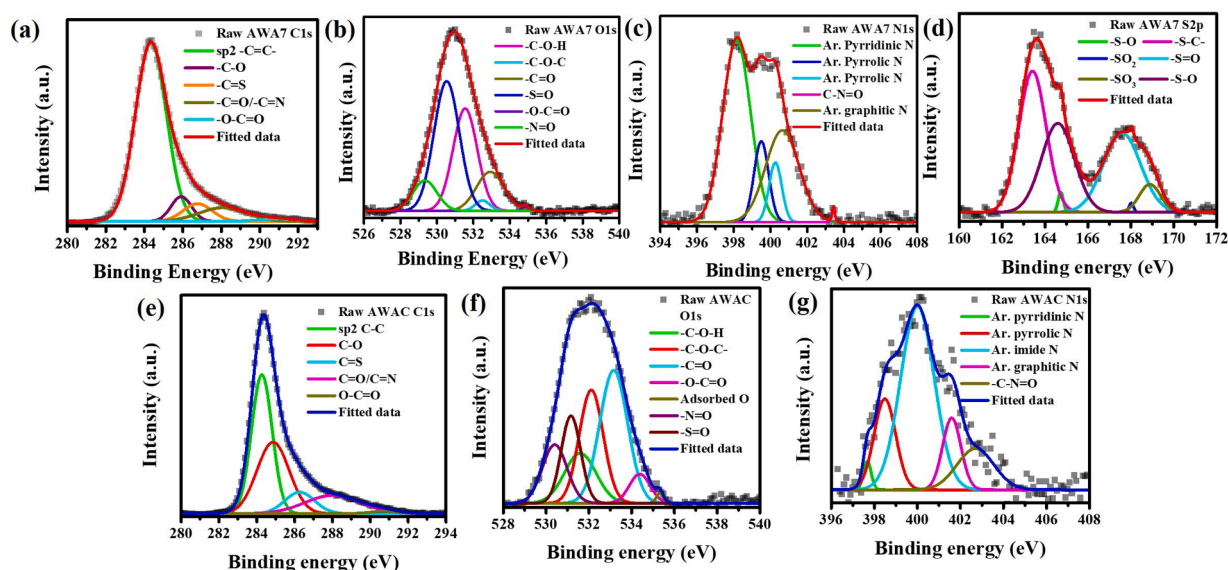 (a)
Intensity (a.u.)
Raw AWA7 C1s
sp2 -C=C-
-C-O
-C=S
-C=O/-C=N
-O-C=O
Fitted data
280 282 284 286 288 290 292
Binding Energy (eV)
(b)
Intensity (a.u.)
Raw AWA7 O1s
-C-O-H
-C-O-C
-C=O
-S=O
-O-C=O
-N=O
Fitted data
526 528 530 532 534 536 538 540
Binding Energy (eV)
(c)
Intensity (a.u.)
Raw AWA7 N1s
Ar. Pyrridinic N
Ar. Pyrrolic N
Ar. Pyrrolic N
C-N=O
Ar. graphitic N
Fitted data
394 396 398 400 402 404 406 408
Binding energy (eV)
(d)
Intensity (a.u.)
Raw AWA7 S2p
-S-O -S-C-
-SO2 -S=O
-SO3 -S-O
Fitted data
160 162 164 166 168 170 172
Binding energy (eV)
(e)
Intensity (a.u.)
Raw AWAC C1s
sp2 C-C
C-O
C=S
C=O/C=N
O-C=O
Fitted data
280 282 284 286 288 290 292 294
Binding energy (eV)
(f)
Intensity (a.u.)
Raw AWAC
O1s
-C-O-H
-C-O-C-
-C=O
-O-C=O
Adsorbed O
-N=O
-S=O
Fitted data
528 530 532 534 536 538 540
Binding energy (eV)
(g)
Intensity (a.u.)
Raw AWAC N1s
Ar. pyrridinic N
Ar. pyrrolic N
Ar. imide N
Ar. graphitic N
-C-N=O
Fitted data
396 398 400 402 404 406 408
Binding energy (eV)